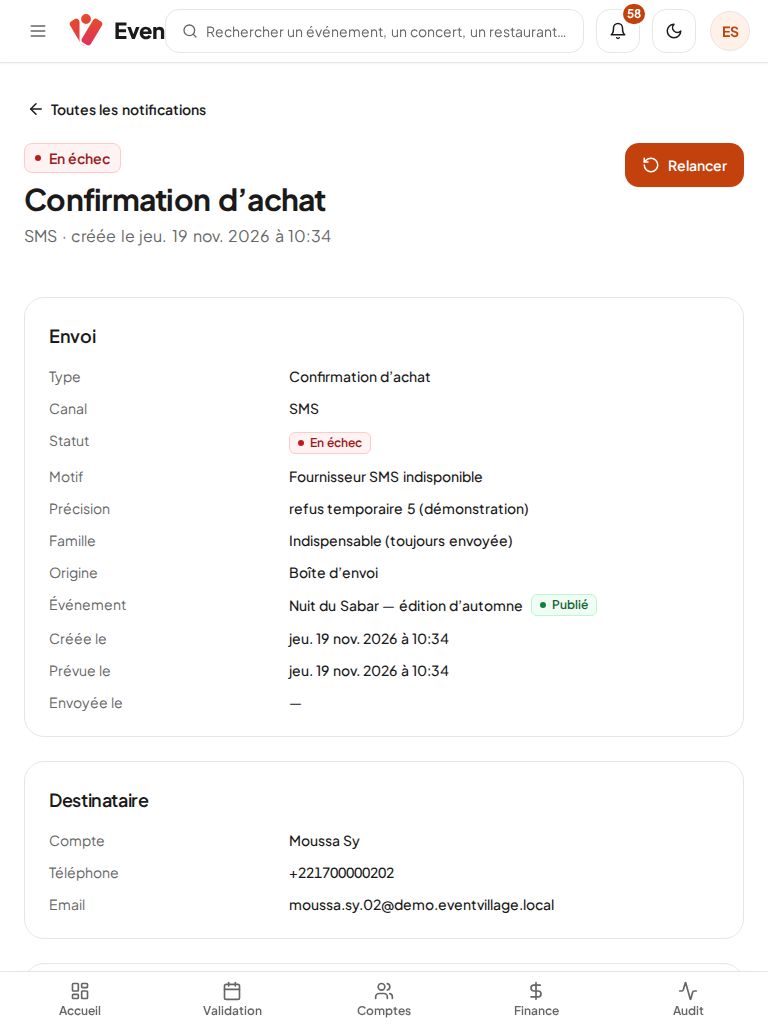 Even
Rechercher un événement, un concert, un restaurant…
58
ES
Toutes les notifications
En échec
Relancer
Confirmation d’achat
SMS · créée le jeu. 19 nov. 2026 à 10:34
Envoi
Type Confirmation d’achat
Canal SMS
Statut En échec
Motif Fournisseur SMS indisponible
Précision refus temporaire 5 (démonstration)
Famille Indispensable (toujours envoyée)
Origine Boîte d’envoi
Événement Nuit du Sabar — édition d’automne Publié
Créée le jeu. 19 nov. 2026 à 10:34
Prévue le jeu. 19 nov. 2026 à 10:34
Envoyée le —
Destinataire
Compte Moussa Sy
Téléphone +221700000202
Email moussa.sy.02@demo.eventvillage.local
Accueil Validation Comptes Finance Audit